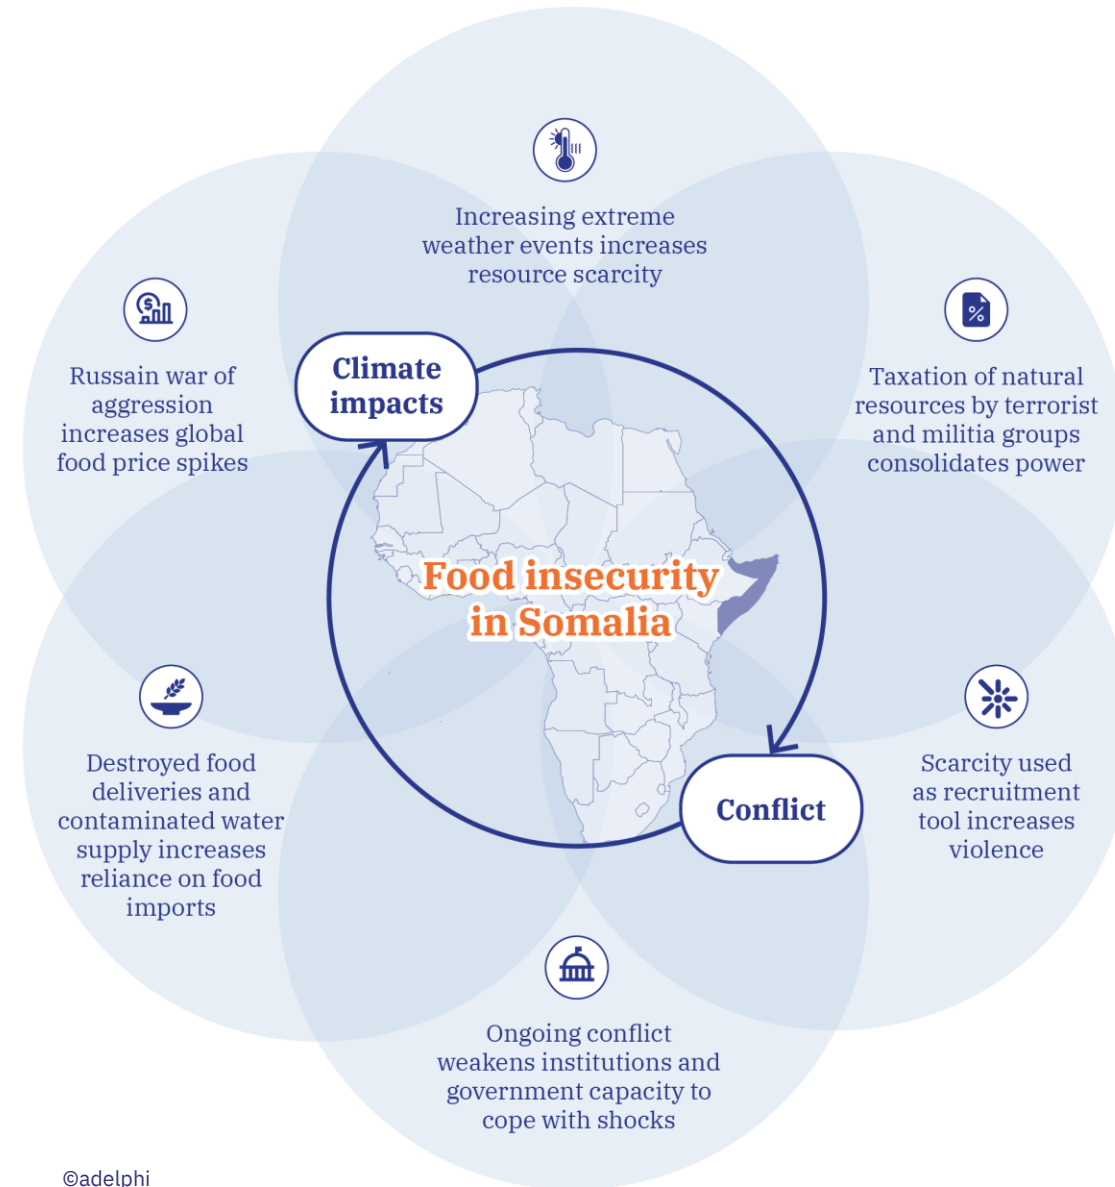 Increasing extreme
weather events increases
resource scarcity
Russain war of
aggression
increases global
food price spikes
Climate
impacts
Taxation of natural
resources by terrorist
and militia groups
consolidates power
Food insecurity
in Somalia
Destroyed food
deliveries and
contaminated water
supply increases
reliance on food
imports
Conflict
Scarcity used
as recruitment
tool increases
violence
Ongoing conflict
weakens institutions and
government capacity to
cope with shocks
©adelphi